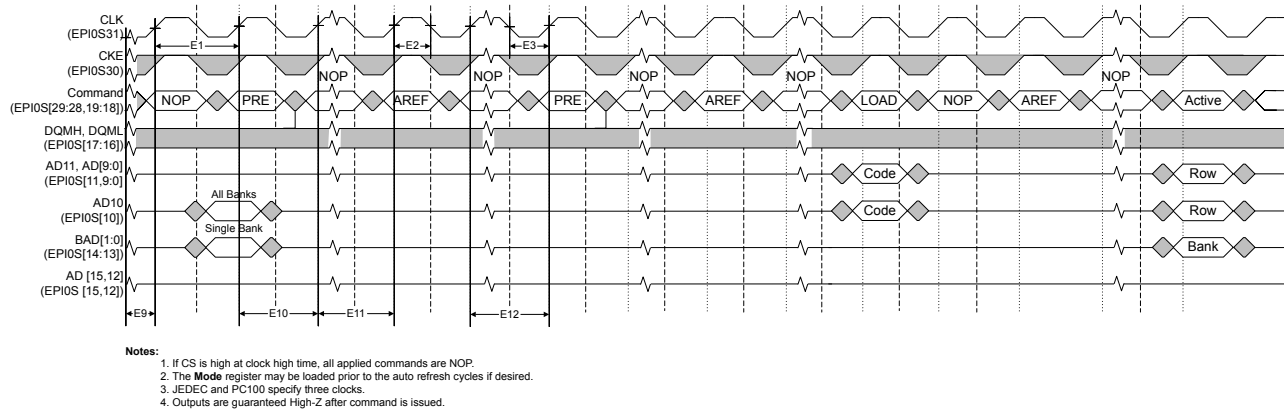 CLK
(EPI0S31)
E1
E2
E3
CKE
(EPI0S30)
NOP
NOP
NOP
NOP
NOP
Command
(EPI0S[29:28,19:18])
NOP
PRE
AREF
PRE
AREF
LOAD
NOP
AREF
Active
DQMH, DQML
(EPI0S[17:16])
AD11, AD[9:0]
(EPI0S[11,9:0])
Code
Row
All Banks
AD10
(EPI0S[10])
Code
Row
Single Bank
BAD[1:0]
(EPI0S[14:13])
Bank
AD [15,12]
(EPI0S [15,12])
E9
E10
E11
E12
Notes:
1. If CS is high at clock high time, all applied commands are NOP.
2. The Mode register may be loaded prior to the auto refresh cycles if desired.
3. JEDEC and PC100 specify three clocks.
4. Outputs are guaranteed High-Z after command is issued.